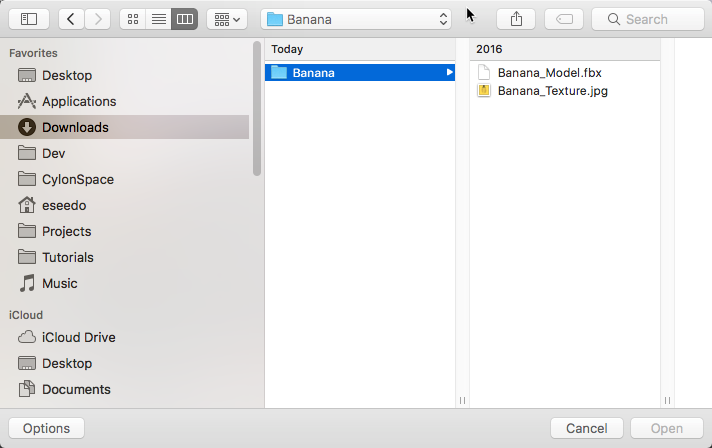 Banana
Search
Favorites
Desktop
Applications
Downloads
Dev
CylonSpace
eseedo
Projects
Tutorials
Music
iCloud
iCloud Drive
Desktop
Documents
Today
Banana
2016
Banana_Model.fbx
Banana_Texture.jpg
Options
Cancel
Open